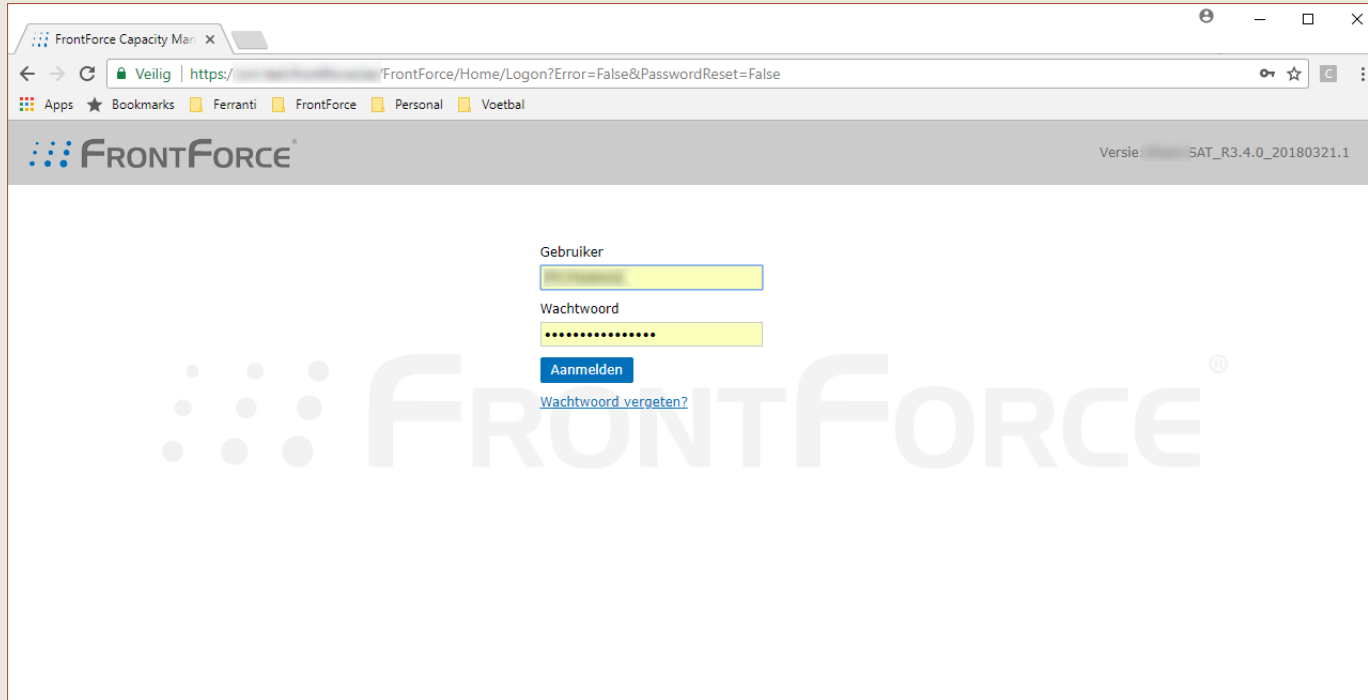 FrontForce Capacity Man
Veilig https:/ /FrontForce/Home/Logon?Error=False&PasswordReset=False C
Apps Bookmarks Ferranti FrontForce Personal Voetbal
FRONTFORCE®
Versie: SAT_R3.4.0_20180321.1
Gebruiker
Wachtwoord
••••••••••••••••
Aanmelden
Wachtwoord vergeten?
FRONTFORCE®